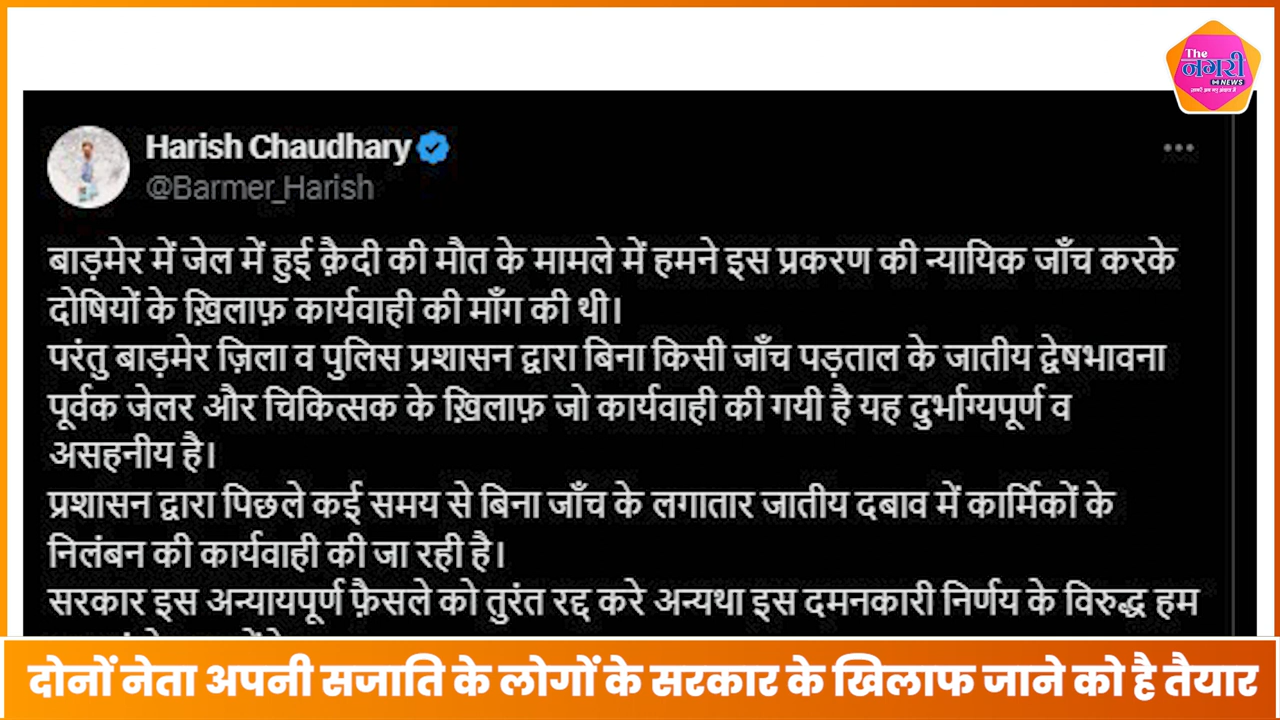 The
नगरी
NEWS
Harish Chaudhary
@Barmer_Harish
बाड़मेर में जेल में हुई क़ैदी की मौत के मामले में हमने इस प्रकरण की न्यायिक जाँच करके
दोषियों के ख़िलाफ़ कार्यवाही की माँग की थी।
परंतु बाड़मेर ज़िला व पुलिस प्रशासन द्वारा बिना किसी जाँच पड़ताल के जातीय द्वेषभावना
पूर्वक जेलर और चिकित्सक के ख़िलाफ़ जो कार्यवाही की गयी है यह दुर्भाग्यपूर्ण व
असहनीय है।
प्रशासन द्वारा पिछले कई समय से बिना जाँच के लगातार जातीय दबाव में कार्मिकों के
निलंबन की कार्यवाही की जा रही है।
सरकार इस अन्यायपूर्ण फ़ैसले को तुरंत रद्द करे अन्यथा इस दमनकारी निर्णय के विरुद्ध हम
दोनों नेता अपनी सजाति के लोगों के सरकार के खिलाफ जाने को है तैयार